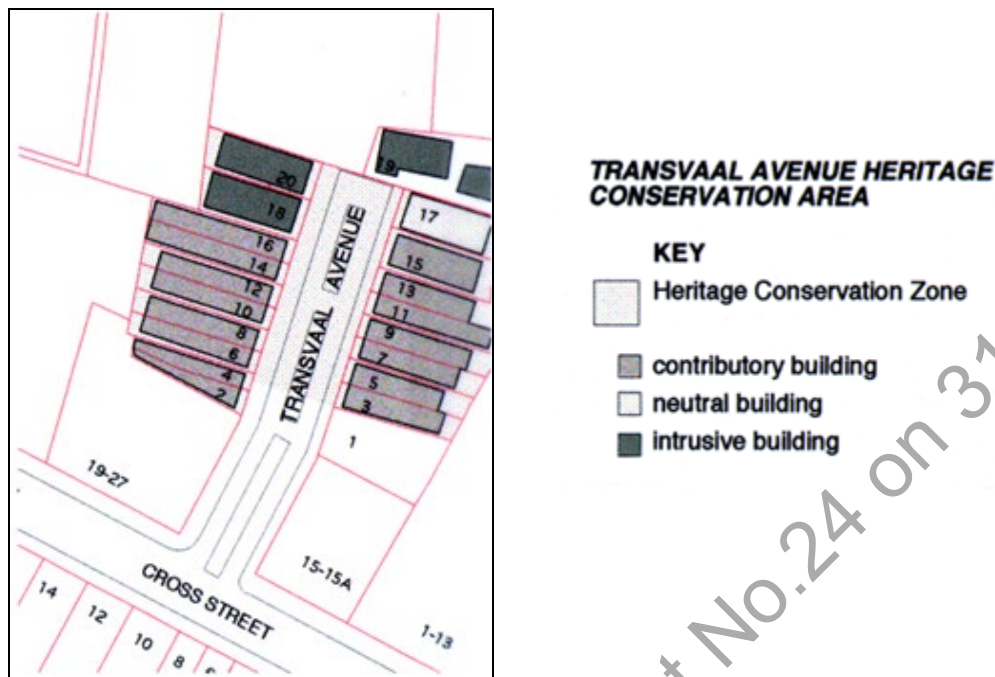 20
19
18
17
16
14
15
12
13
10
11
8
9
6
7
4
5
2
3
1
TRANSVAAL AVENUE
19-27
15-15A
CROSS STREET
1-13
14
12
10
8
TRANSVAAL AVENUE HERITAGE
CONSERVATION AREA
KEY
Heritage Conservation Zone
contributory building
neutral building
intrusive building
No.24 on 31